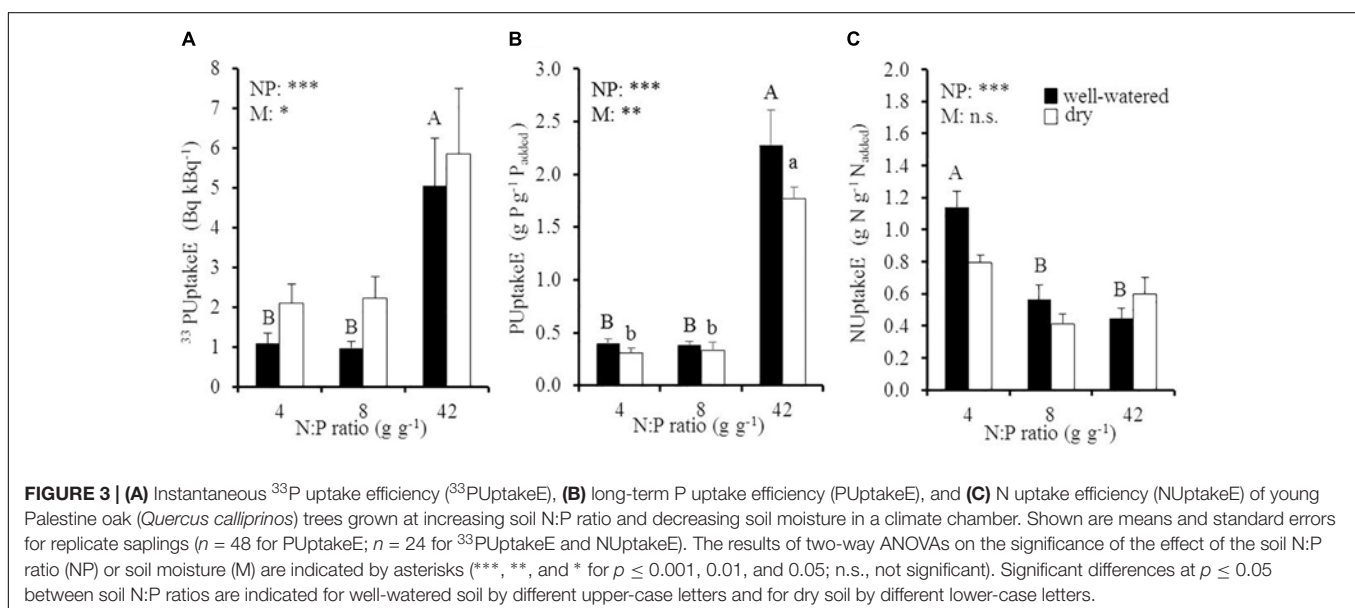 A
8
7
6
5
4
3
2
1
0
NP: ***
M: *
B
B
A
4
8
42
N:P ratio (g g⁻¹)
³³ PUptakeE (Bq kBq⁻¹)
B
3.0
2.5
2.0
1.5
1.0
0.5
0.0
NP: ***
M: **
B
b
B
b
A
a
4
8
42
N:P ratio (g g⁻¹)
PUptakeE (g P g⁻¹ P added)
C
2.0
1.8
1.6
1.4
1.2
1.0
0.8
0.6
0.4
0.2
0.0
NP: ***
M: n.s.
well-watered
dry
A
B
B
4
8
42
N:P ratio (g g⁻¹)
NUptakeE (g N g⁻¹ N added)
FIGURE 3 | (A) Instantaneous ³³P uptake efficiency (³³PUptakeE), (B) long-term P uptake efficiency (PUptakeE), and (C) N uptake efficiency (NUptakeE) of young
Palestine oak (Quercus calliprinos) trees grown at increasing soil N:P ratio and decreasing soil moisture in a climate chamber. Shown are means and standard errors
for replicate saplings (n = 48 for PUptakeE; n = 24 for ³³PUptakeE and NUptakeE). The results of two-way ANOVAs on the significance of the effect of the soil N:P
ratio (NP) or soil moisture (M) are indicated by asterisks (***, **, and * for p ≤ 0.001, 0.01, and 0.05; n.s., not significant). Significant differences at p ≤ 0.05
between soil N:P ratios are indicated for well-watered soil by different upper-case letters and for dry soil by different lower-case letters.